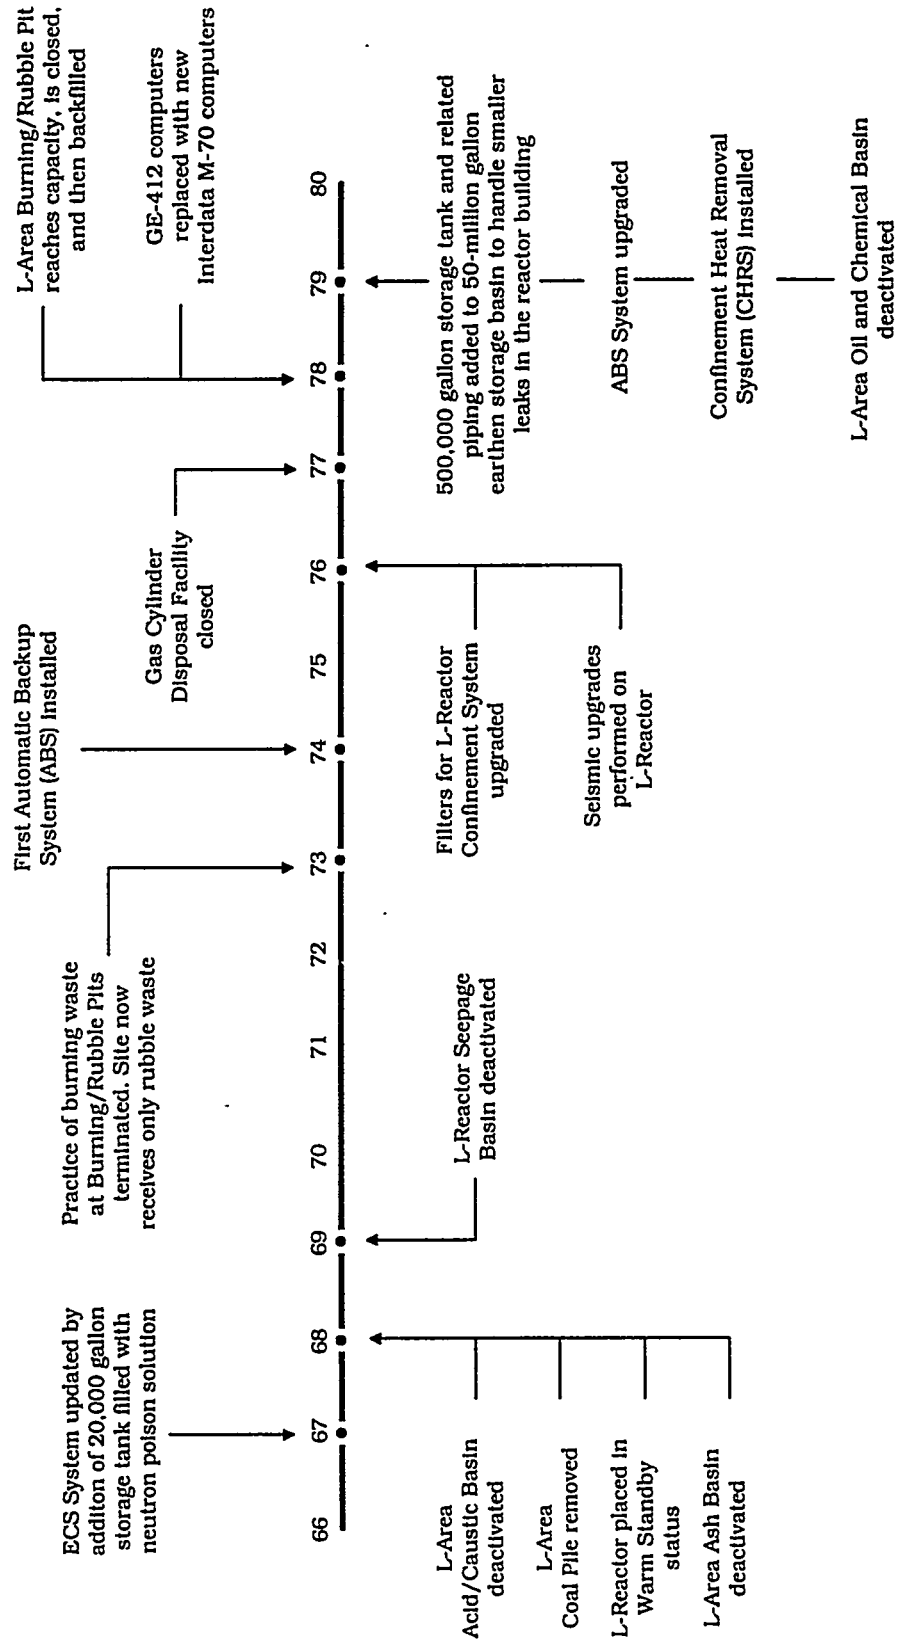 ECS System updated by
additon of 20,000 gallon
storage tank filled with
neutron poison solution
Practice of burning waste
at Burning/Rubble Pits
terminated. Site now
receives only rubble waste
First Automatic Backup
System (ABS) installed
Gas Cylinder
Disposal Facility
closed
L-Area Burning/Rubble Pit
reaches capacity, is closed,
and then backfilled
GE-412 computers
replaced with new
Interdata M-70 computers
66 67 68 69 70 71 72 73 74 75 76 77 78 79 80
L-Area
Acid/Caustic Basin
deactivated
L-Area
Coal Pile removed
L-Reactor placed in
Warm Standby
status
L-Area Ash Basin
deactivated
L-Reactor Seepage
Basin deactivated
Filters for L-Reactor
Confinement System
upgraded
Seismic upgrades
performed on
L-Reactor
500,000 gallon storage tank and related
piping added to 50-million gallon
earthen storage basin to handle smaller
leaks in the reactor building
ABS System upgraded
Confinement Heat Removal
System (CHRS) installed
L-Area Oil and Chemical Basin
deactivated